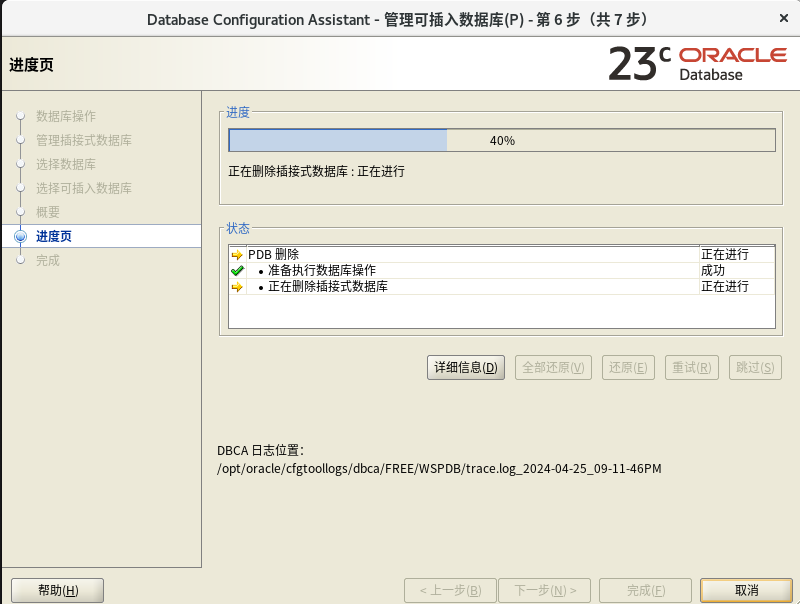 Database Configuration Assistant - 管理可插入数据库(P) - 第 6 步（共 7 步）
进度页
23c ORACLE
Database
数据库操作
管理插接式数据库
选择数据库
选择可插入数据库
概要
进度页
完成
进度
40%
正在删除插接式数据库 : 正在进行
状态
PDB 删除 正在进行
• 准备执行数据库操作 成功
• 正在删除插接式数据库 正在进行
详细信息(D) 全部还原(V) 还原(E) 重试(R) 跳过(S)
DBCA 日志位置：
/opt/oracle/cfgtoollogs/dbca/FREE/WSPDB/trace.log_2024-04-25_09-11-46PM
帮助(H) < 上一步(B) 下一步(N) > 完成(F) 取消